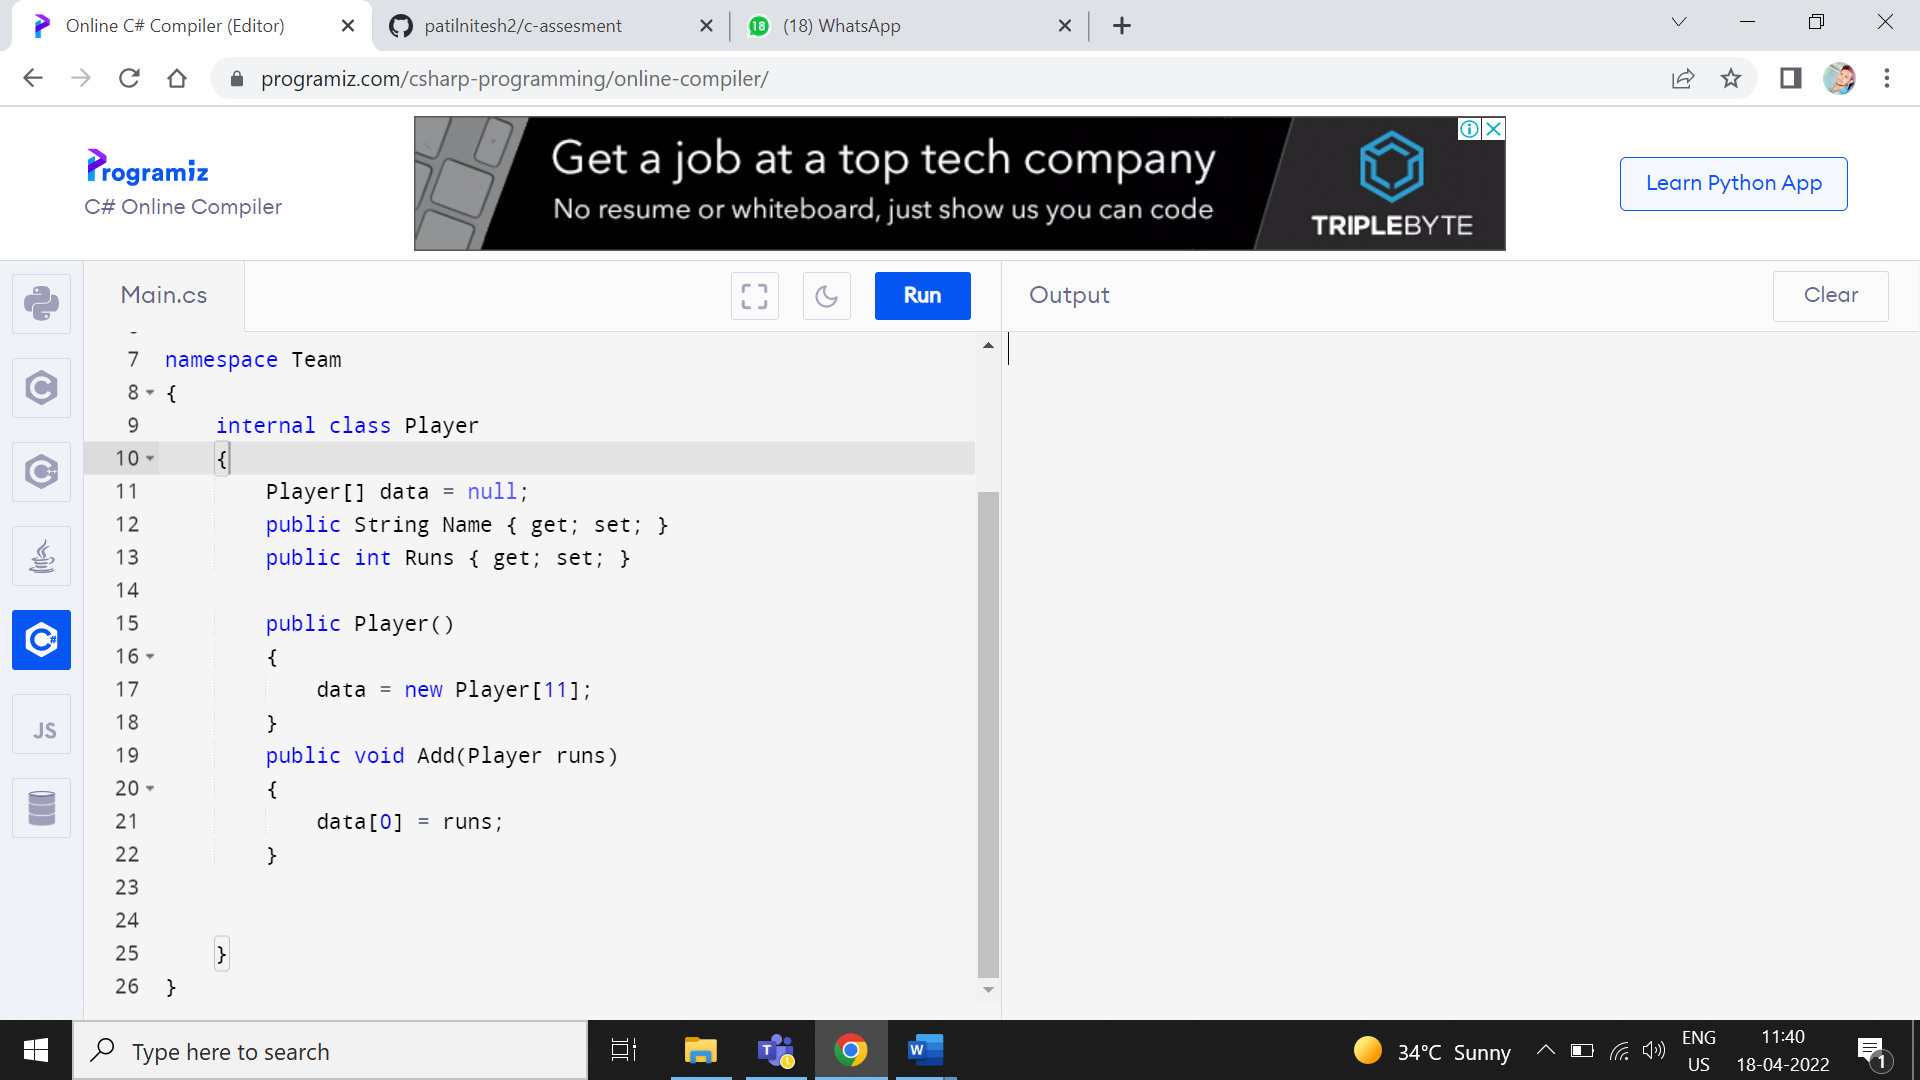 Online C# Compiler (Editor)
patilnitesh2/c-assesment
18
(18) WhatsApp
programiz.com/csharp-programming/online-compiler/
Programiz
C# Online Compiler
Get a job at a top tech company
No resume or whiteboard, just show us you can code
TRIPLEBYTE
Learn Python App
Main.cs
Run
Output
Clear
7 namespace Team
8 {
9 internal class Player
10 {
11 Player[] data = null;
12 public String Name { get; set; }
13 public int Runs { get; set; }
14
15 public Player()
16 {
17 data = new Player[11];
18 }
19 public void Add(Player runs)
20 {
21 data[0] = runs;
22 }
23
24
25 }
26 }
JS
Type here to search
34°C Sunny
ENG
US
11:40
18-04-2022
1